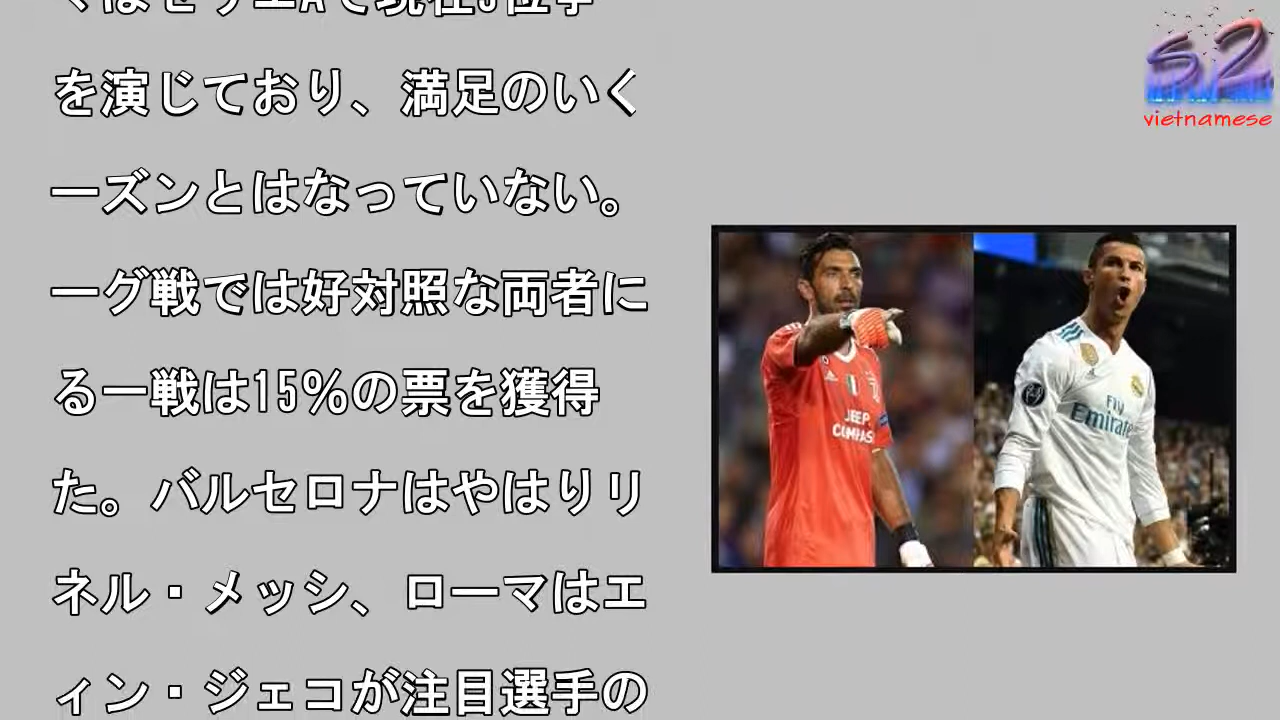 を演じており、満足のいく
ーズンとはなっていない。
ーグ戦では好対照な両者に
る一戦は15％の票を獲得
た。バルセロナはやはりリ
ネル・メッシ、ローマはエ
ィン・ジェコが注目選手の
S2
vietnamese
JEEP
COMPASS
Fly
Emirates